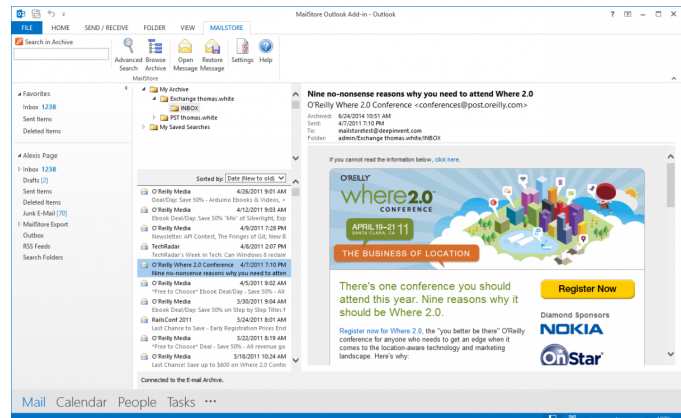 MailStore Outlook Add-in - Outlook
FILE HOME SEND / RECEIVE FOLDER VIEW MAILSTORE
Search in Archive
Advanced Search
Browse Archive
Open Message
Restore Message
Settings
Help
MailStore
Favorites
Inbox 1238
Sent Items
Deleted Items
Alexis Page
Inbox 1238
Drafts [2]
Sent Items
Deleted Items
Junk E-Mail [70]
MailStore Export
Outbox
RSS Feeds
Search Folders
My Archive
Exchange thomas.white
INBOX
PST thomas.white
My Saved Searches
Sorted by: Date (New to old)
O'Reilly Media 4/26/2011 9:01 AM
Deal/Day: Save 50% - Arduino Ebooks & Videos, +
O'Reilly Media 4/12/2011 9:03 AM
Ebook Deal/Day: Save 50% "Mix" of Silverlight, Exp
O'Reilly Media 4/9/2011 7:28 PM
Newsletter: API Contest, The Fringes of Git, New B
TechRadar 4/8/2011 2:07 PM
TechRadar's Week in Tech: Can Windows 8 reclaim
O'Reilly Where 2.0 Conference 4/7/2011 7:10 PM
Nine no-nonsense reasons why you need to atten
O'Reilly Media 4/5/2011 9:02 AM
"Free to Choose" Ebook Deal/Day - Save 50% - All
O'Reilly Media 3/30/2011 9:04 AM
Ebook Deal/Day: Save 50% on Step by Step Titles f
RailsConf 2011 3/24/2011 8:01 AM
Last Chance to Save - Early Registration Prices End
O'Reilly Media 3/22/2011 8:19 AM
"Free to Choose" Deal - Save 50% - All revenue go
O'Reilly Media 3/18/2011 10:24 AM
Last Chance! Save up to $600 on Where 2.0 Confer
Connected to the E-mail Archive.
Nine no-nonsense reasons why you need to attend Where 2.0
O'Reilly Where 2.0 Conference <conferences@post.oreilly.com>
Archived: 6/24/2014 10:51 AM
Sent: 4/7/2011 7:10 PM
To: mailstoretest@deepinvent.com
Folder: admin/Exchange thomas.white/INBOX
If you cannot read the information below, click here.
O'REILLY
where2.0
CONFERENCE
APRIL 19–21 11
SANTA CLARA, CA
THE BUSINESS OF LOCATION
There's one conference you should
attend this year. Nine reasons why it
should be Where 2.0.
Register now for Where 2.0, the "you better be there" O'Reilly
conference for anyone who needs to get an edge when it
comes to the location-aware technology and marketing
landscape. Here's why:
Register Now
Diamond Sponsors
NOKIA
OnStar
Mail Calendar People Tasks •••